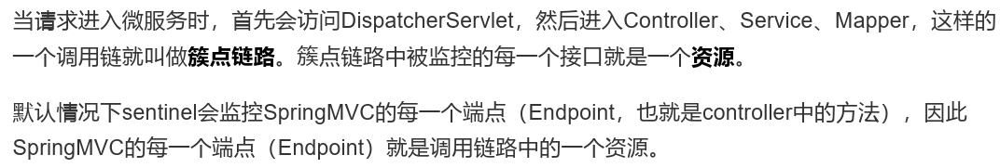 当请求进入微服务时，首先会访问DispatcherServlet，然后进入Controller、Service、Mapper，这样的
一个调用链就叫做簇点链路。簇点链路中被监控的每一个接口就是一个资源。
默认情况下sentinel会监控SpringMVC的每一个端点（Endpoint，也就是controller中的方法），因此
SpringMVC的每一个端点（Endpoint）就是调用链路中的一个资源。